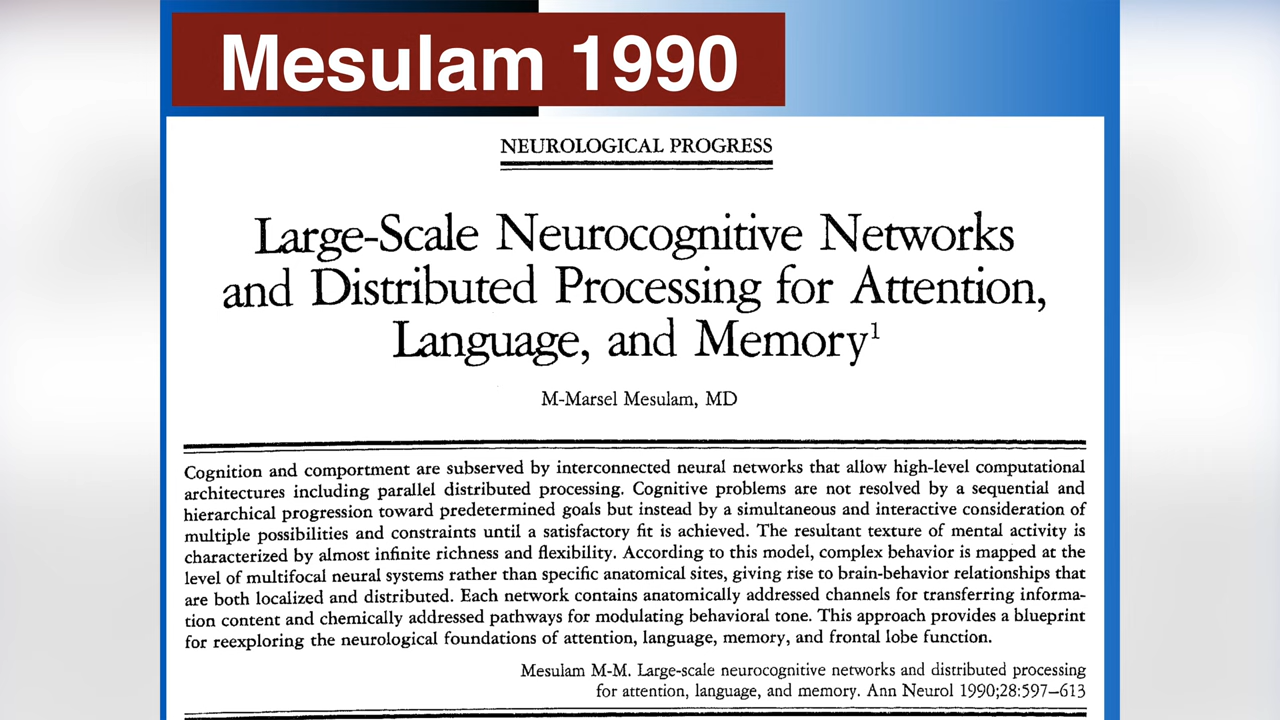 Mesulam 1990
NEUROLOGICAL PROGRESS
Large-Scale Neurocognitive Networks
and Distributed Processing for Attention,
Language, and Memory¹
M-Marsel Mesulam, MD
Cognition and comportment are subserved by interconnected neural networks that allow high-level computational
architectures including parallel distributed processing. Cognitive problems are not resolved by a sequential and
hierarchical progression toward predetermined goals but instead by a simultaneous and interactive consideration of
multiple possibilities and constraints until a satisfactory fit is achieved. The resultant texture of mental activity is
characterized by almost infinite richness and flexibility. According to this model, complex behavior is mapped at the
level of multifocal neural systems rather than specific anatomical sites, giving rise to brain-behavior relationships that
are both localized and distributed. Each network contains anatomically addressed channels for transferring informa-
tion content and chemically addressed pathways for modulating behavioral tone. This approach provides a blueprint
for reexploring the neurological foundations of attention, language, memory, and frontal lobe function.
Mesulam M-M. Large-scale neurocognitive networks and distributed processing
for attention, language, and memory. Ann Neurol 1990;28:597–613